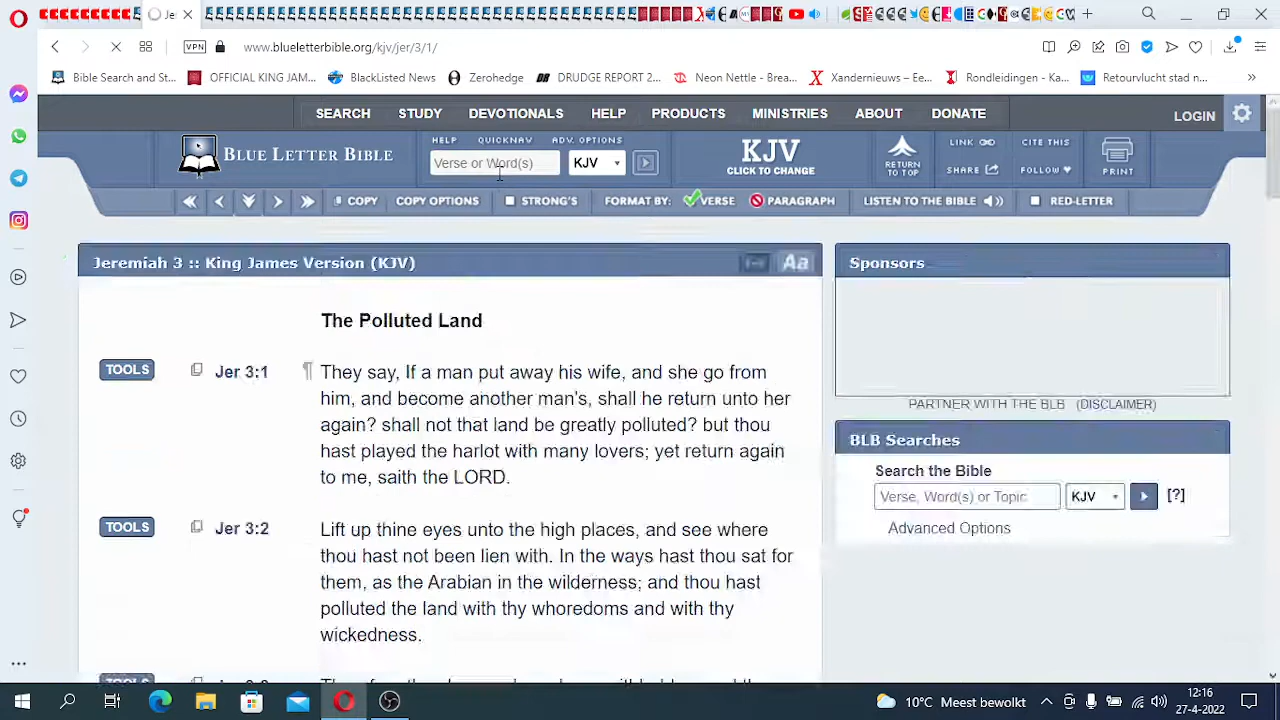 Je
www.blueletterbible.org/kjv/jer/3/1/
VPN
Bible Search and St...
OFFICIAL KING JAM...
BlackListed News
Zerohedge
DRUDGE REPORT 2...
Neon Nettle - Brea...
Xandernieuws – Ee...
Rondleidingen - Ka...
Retourvlucht stad n...
SEARCH STUDY DEVOTIONALS HELP PRODUCTS MINISTRIES ABOUT DONATE
LOGIN
BLUE LETTER BIBLE
HELP QUICKNAV ADV. OPTIONS
Verse or Word(s)
KJV
KJV
CLICK TO CHANGE
RETURN
TO TOP
LINK
CITE THIS
SHARE
FOLLOW
PRINT
COPY
COPY OPTIONS
STRONG'S
FORMAT BY:
VERSE
PARAGRAPH
LISTEN TO THE BIBLE
RED-LETTER
Jeremiah 3 :: King James Version (KJV)
Aa
The Polluted Land
TOOLS
Jer 3:1
¶ They say, If a man put away his wife, and she go from
him, and become another man's, shall he return unto her
again? shall not that land be greatly polluted? but thou
hast played the harlot with many lovers; yet return again
to me, saith the LORD.
TOOLS
Jer 3:2
Lift up thine eyes unto the high places, and see where
thou hast not been lien with. In the ways hast thou sat for
them, as the Arabian in the wilderness; and thou hast
polluted the land with thy whoredoms and with thy
wickedness.
Sponsors
PARTNER WITH THE BLB (DISCLAIMER)
BLB Searches
Search the Bible
Verse, Word(s) or Topic
KJV
[?]
Advanced Options
10°C Meest bewolkt
12:16
27-4-2022